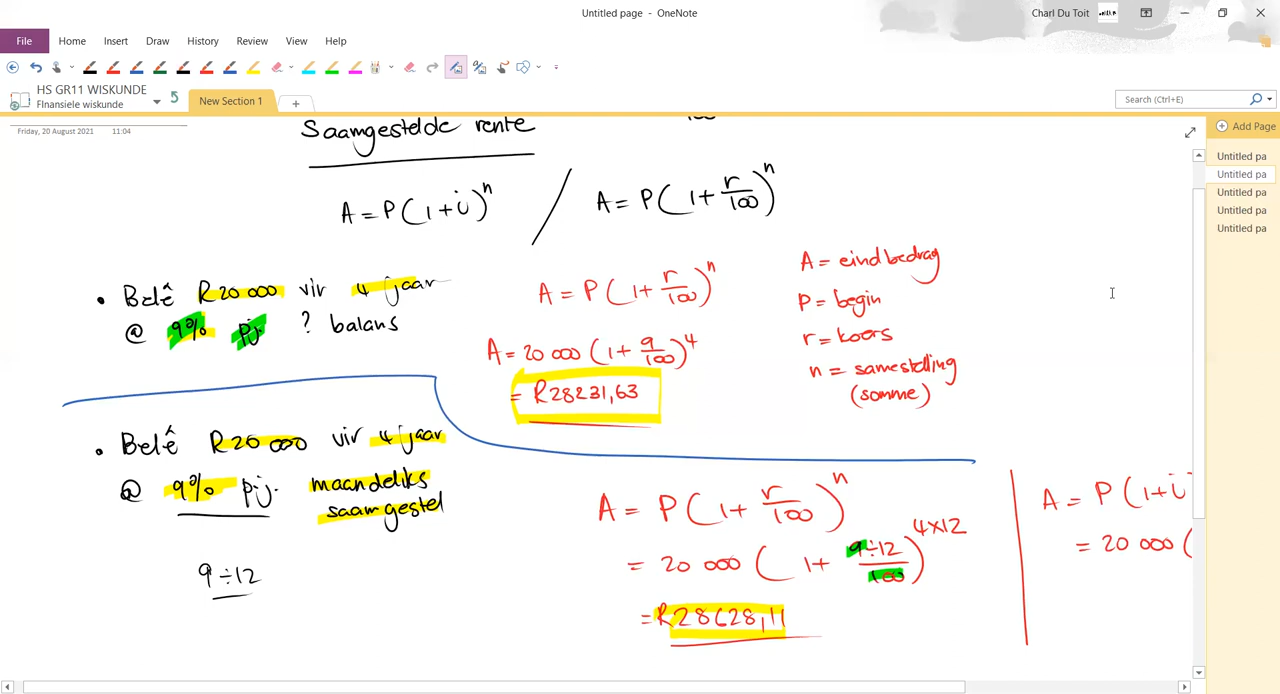 Untitled page - OneNote
Charl Du Toit
File Home Insert Draw History Review View Help
HS GR11 WISKUNDE
FInansiele wiskunde
New Section 1
+
Search (Ctrl+E)
Friday, 20 August 2021 11:04
Add Page
Untitled pa
Untitled pa
Untitled pa
Untitled pa
Untitled pa
100
Saamgestelde rente
A = P(1+i)^n / A = P(1+r/100)^n
• Belê R20 000 vir 4 jaar
@ 9% pj. ? balans
A = P(1+r/100)^n
A = 20 000 (1+9/100)^4
= R28231,63
A = eindbedrag
P = begin
r = koers
n = samestelling
(somme)
• Belê R20 000 vir 4 jaar
@ 9% p.j. maandeliks
saamgestel
9÷12
A = P(1+r/100)^n
= 20 000 (1+9÷12/100)^4×12
= R28628,11
A = P(1+i
= 20 000 (